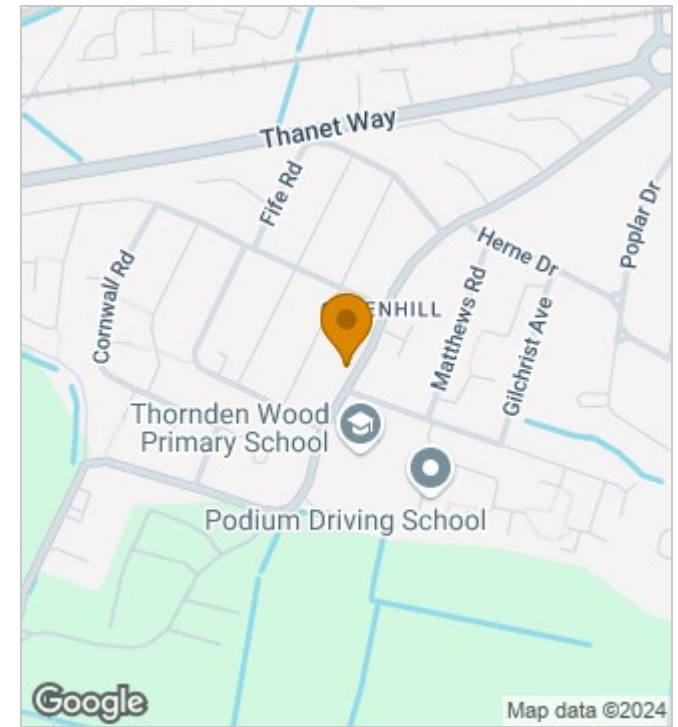 Thanet Way
Fife Rd
Poplar Dr
Herne Dr
Cornwall Rd
ENHILL
Matthews Rd
Gilchrist Ave
Thornden Wood
Primary School
Podium Driving School
Google
Map data ©2024